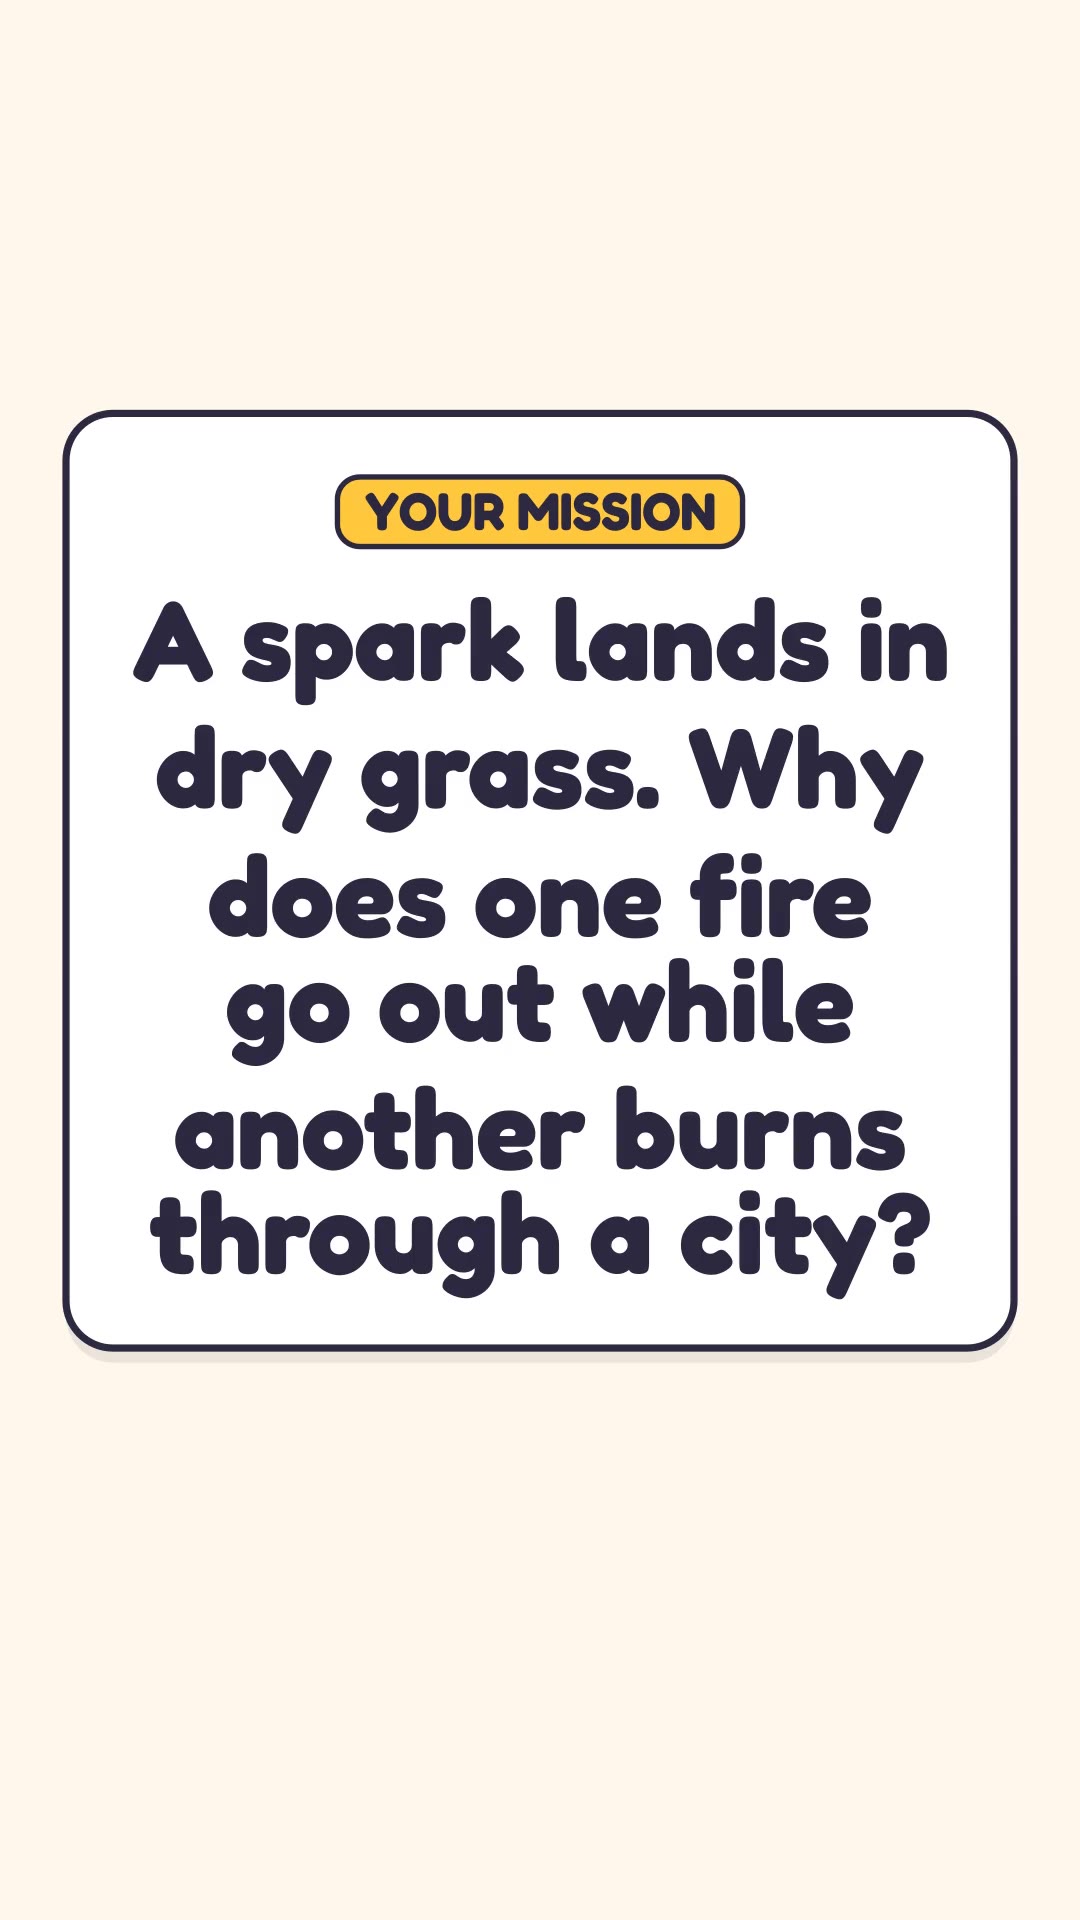 YOUR MISSION
A spark lands in
dry grass. Why
does one fire
go out while
another burns
through a city?